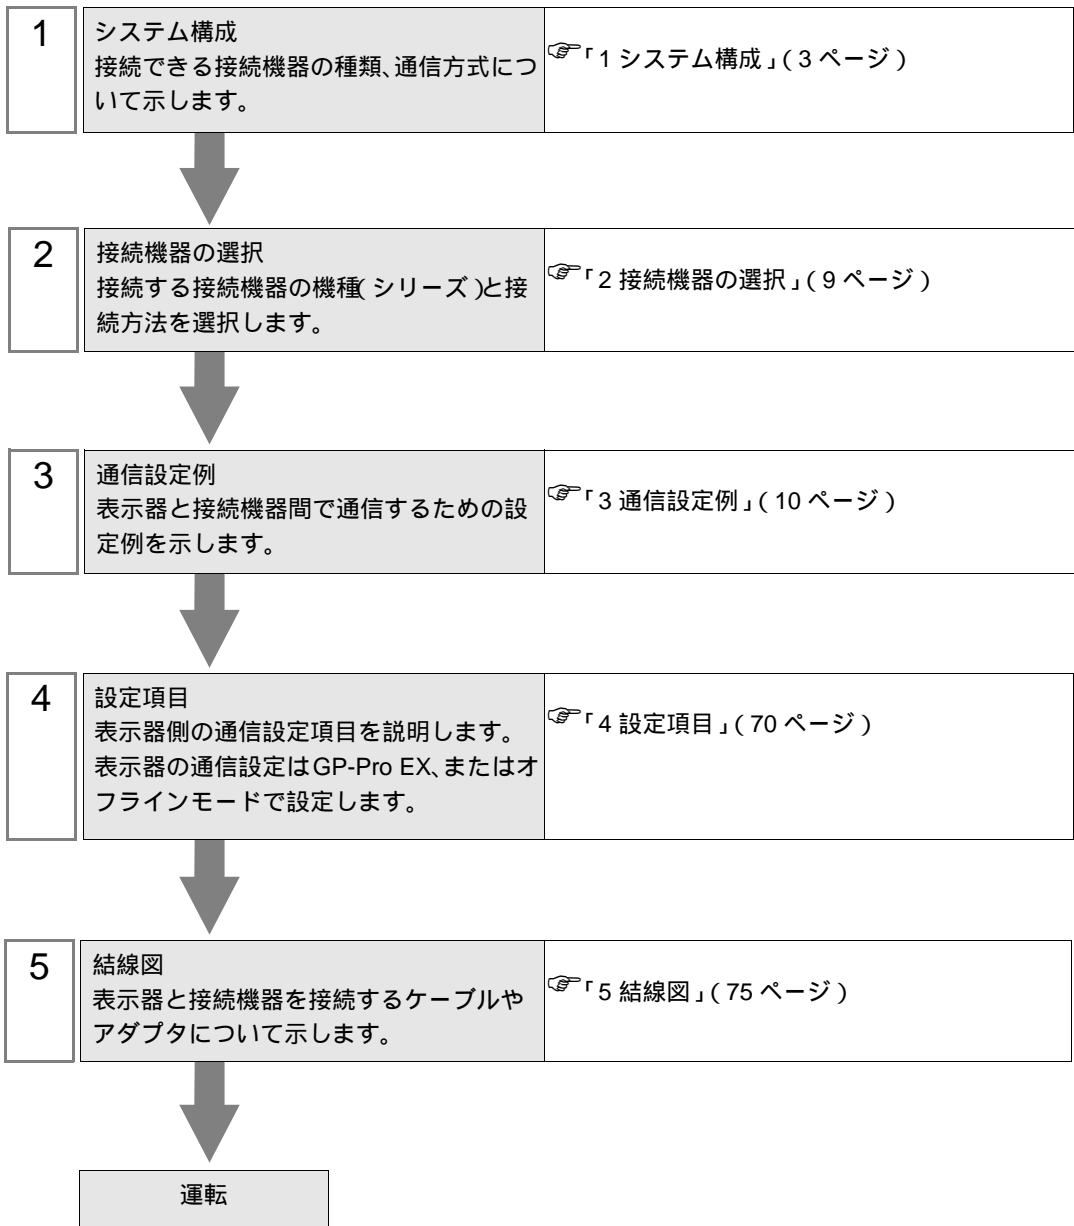 1
システム構成
接続できる接続機器の種類、通信方式につ
いて示します。
☞「1 システム構成」(3 ページ)
2
接続機器の選択
接続する接続機器の機種(シリーズ)と接
続方法を選択します。
☞「2 接続機器の選択」(9 ページ)
3
通信設定例
表示器と接続機器間で通信するための設
定例を示します。
☞「3 通信設定例」(10 ページ)
4
設定項目
表示器側の通信設定項目を説明します。
表示器の通信設定はGP-Pro EX、またはオ
フラインモードで設定します。
☞「4 設定項目」(70 ページ)
5
結線図
表示器と接続機器を接続するケーブルや
アダプタについて示します。
☞「5 結線図」(75 ページ)
運転